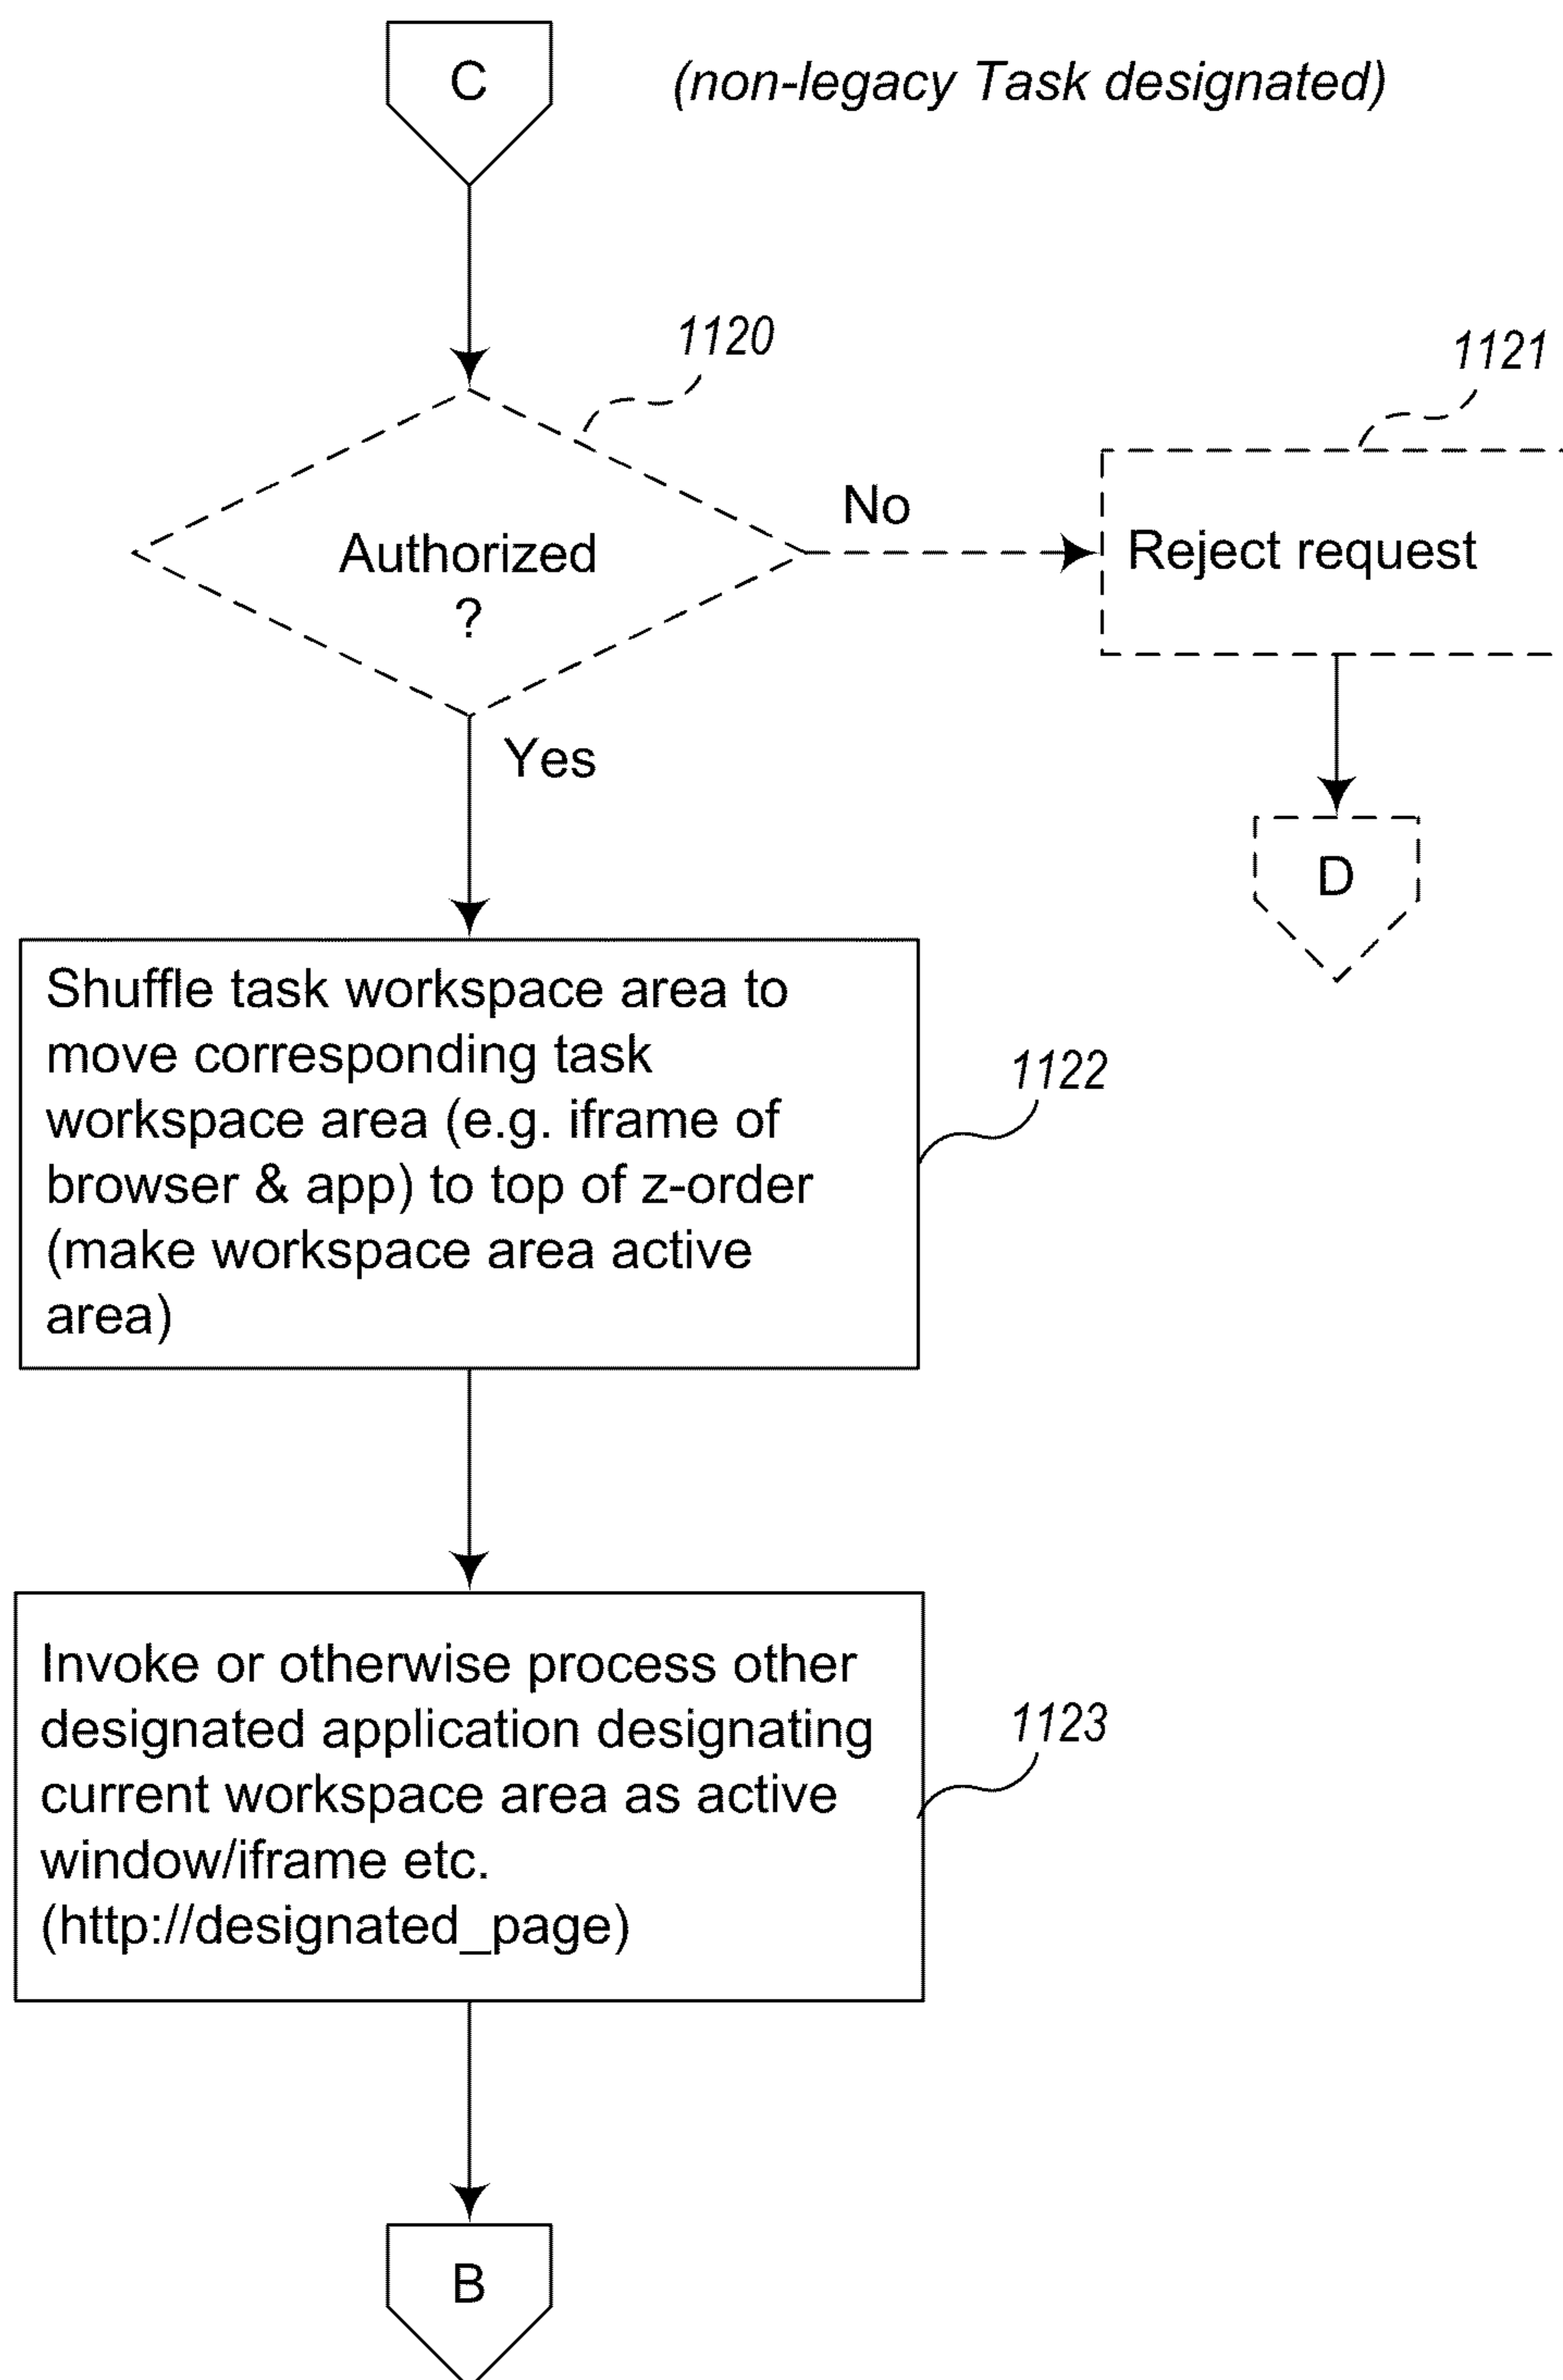 C
(non-legacy Task designated)
1120
1121
Authorized
?
No
Reject request
Yes
D
Shuffle task workspace area to
move corresponding task
workspace area (e.g. iframe of
browser & app) to top of z-order
(make workspace area active
area)
1122
Invoke or otherwise process other
designated application designating
current workspace area as active
window/iframe etc.
(http://designated_page)
1123
B